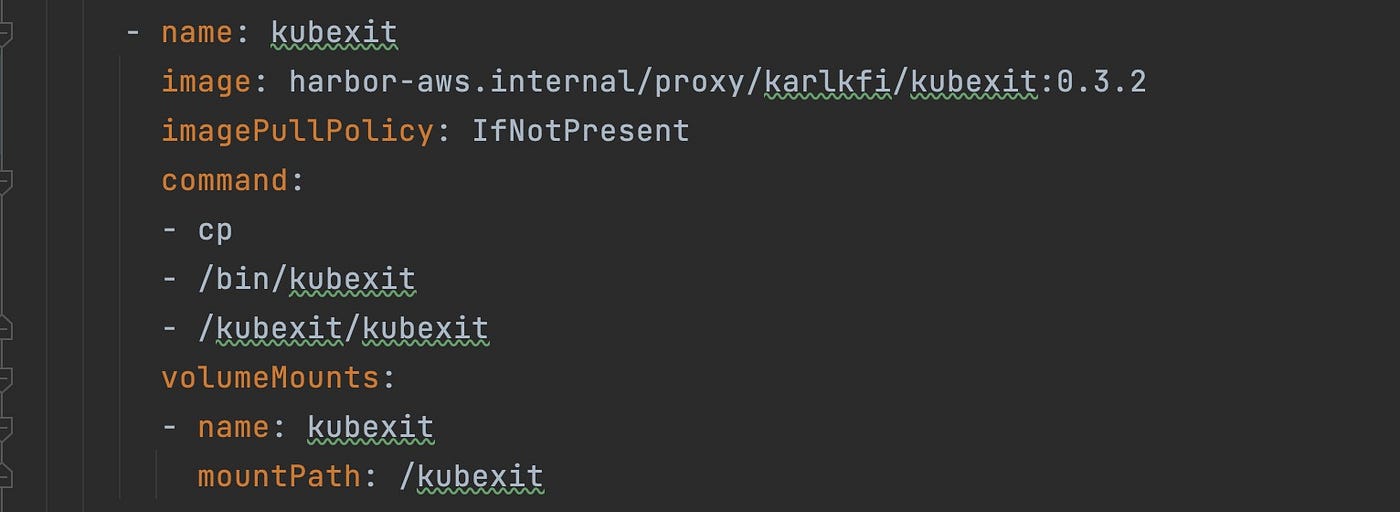 - name: kubexit
image: harbor-aws.internal/proxy/karlkfi/kubexit:0.3.2
imagePullPolicy: IfNotPresent
command:
- cp
- /bin/kubexit
- /kubexit/kubexit
volumeMounts:
- name: kubexit
mountPath: /kubexit